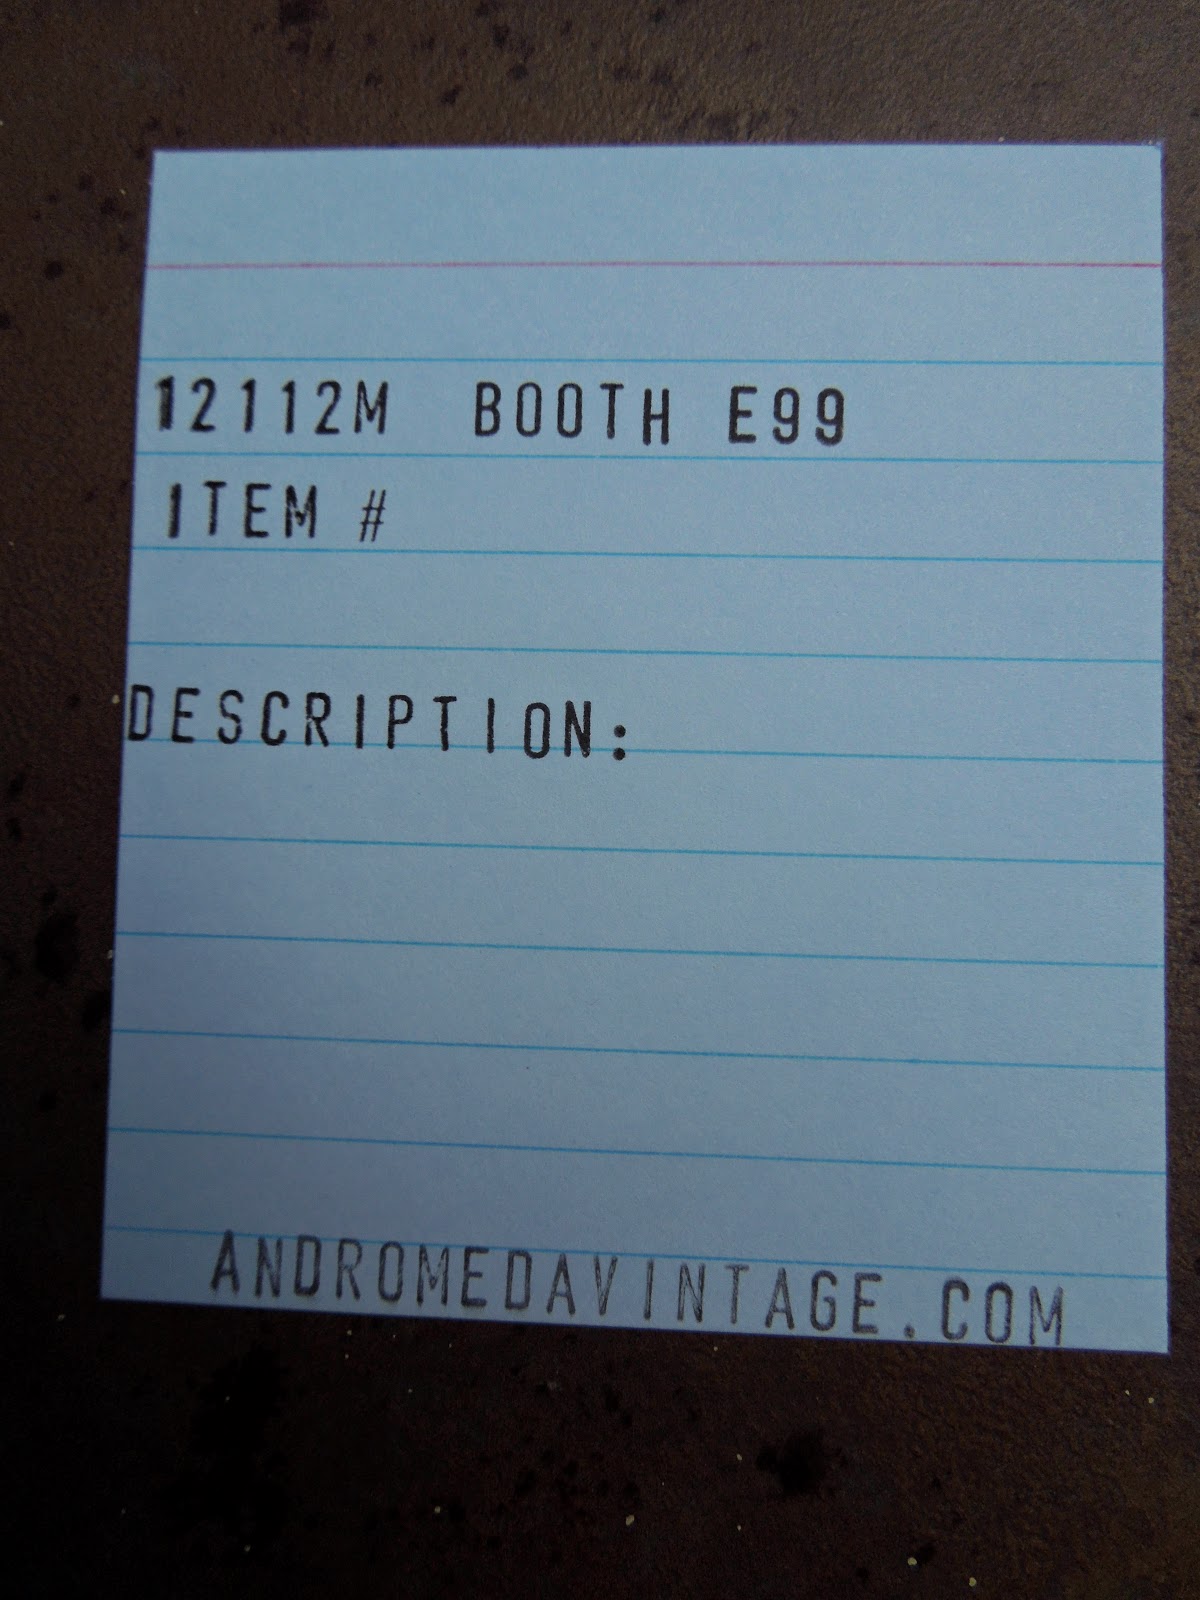 12112M BOOTH E99
ITEM #
DESCRIPTION:
ANDROMEDAVINTAGE.COM